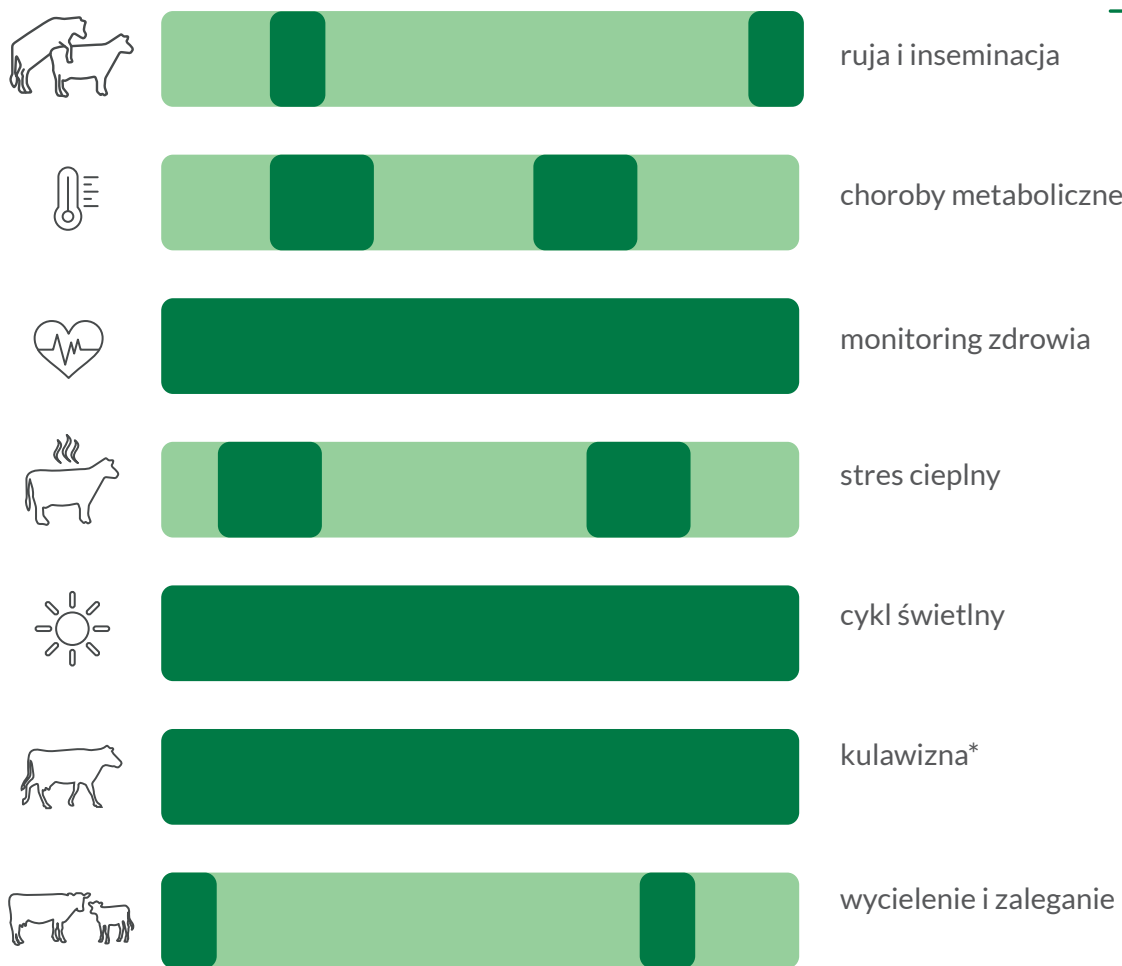 ruja i inseminacja
choroby metaboliczne
monitoring zdrowia
stres cieplny
cykl świetlny
kulawizna*
wycielenie i zaleganie